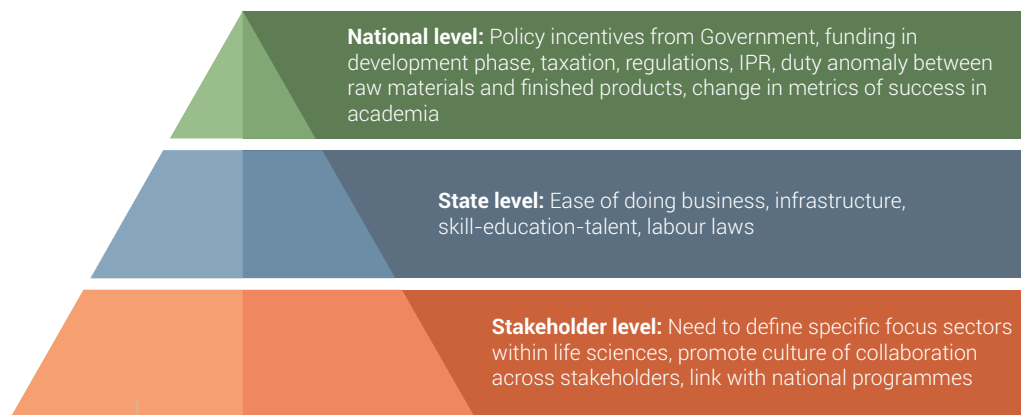 National level: Policy incentives from Government, funding in
development phase, taxation, regulations, IPR, duty anomaly between
raw materials and finished products, change in metrics of success in
academia
State level: Ease of doing business, infrastructure,
skill-education-talent, labour laws
Stakeholder level: Need to define specific focus sectors
within life sciences, promote culture of collaboration
across stakeholders, link with national programmes